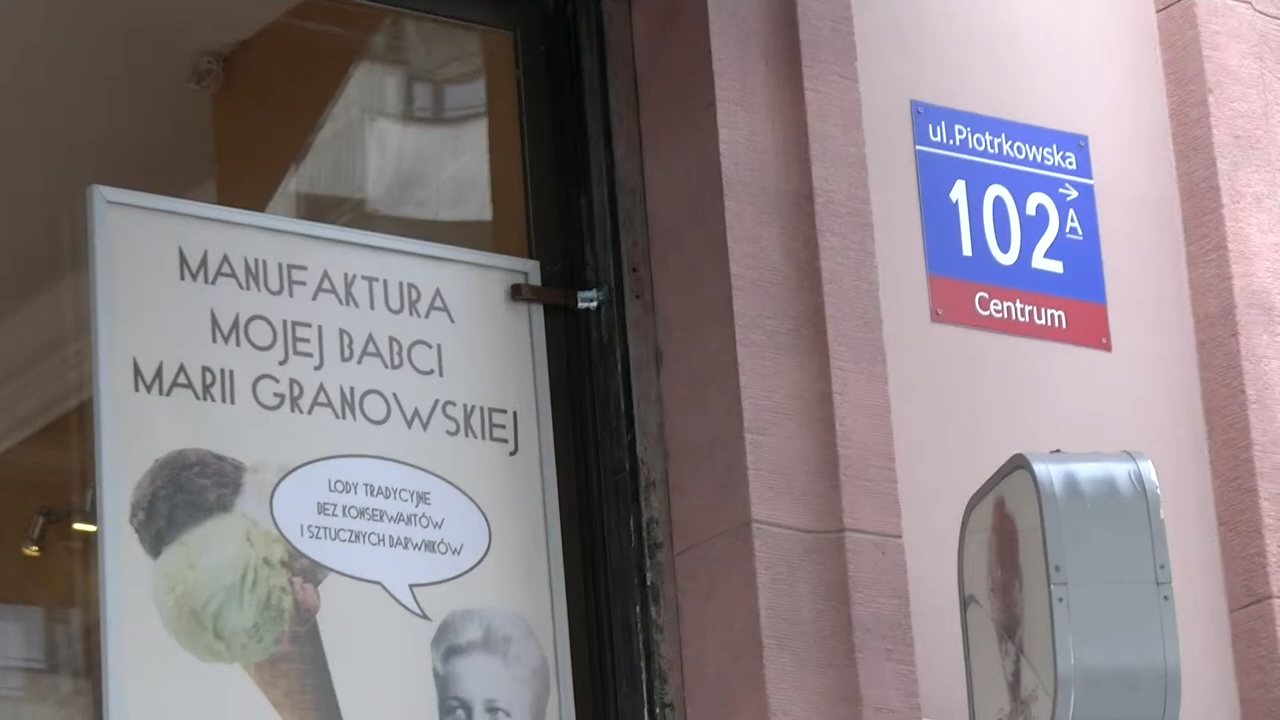 MANUFAKTURA
MOJEJ BABCI
MARII GRANOWSKIEJ
LODY TRADYCYJNE
BEZ KONSERWANTÓW
I SZTUCZNYCH BARWNIKÓW
ul.Piotrkowska
102 → A
Centrum